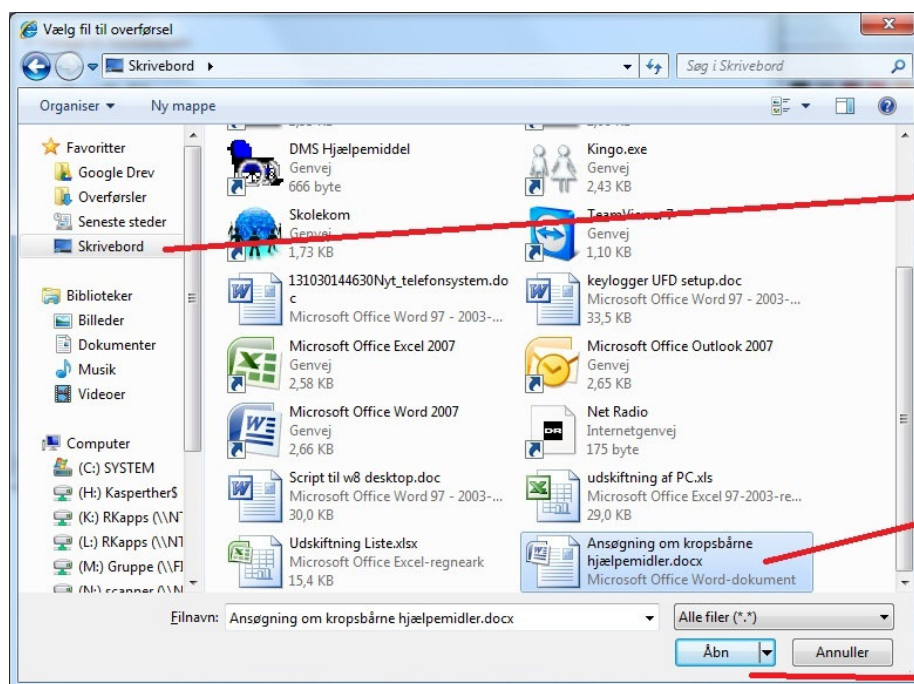 Vælg fil til overførsel
Skrivebord
Søg i Skrivebord
Organiser
Ny mappe
Favoritter
Google Drev
Overførsler
Seneste steder
Skrivebord
Biblioteker
Billeder
Dokumenter
Musik
Videoer
Computer
(C:) SYSTEM
(H:) Kasperther$
(K:) RKapps (\\NT
(L:) RKapps (\\NT
(M:) Gruppe (\\FI
(N:) scanner (\\N
DMS Hjælpemiddel
Genvej
666 byte
Kingo.exe
Genvej
2,43 KB
Skolekom
Genvej
1,73 KB
TeamViewer 7
Genvej
1,10 KB
131030144630Nyt_telefonsystem.do
c
Microsoft Office Word 97 - 2003-...
keylogger UFD setup.doc
Microsoft Office Word 97 - 2003-...
33,5 KB
Microsoft Office Excel 2007
Genvej
2,58 KB
Microsoft Office Outlook 2007
Genvej
2,65 KB
Microsoft Office Word 2007
Genvej
2,66 KB
Net Radio
Internetgenvej
175 byte
Script til w8 desktop.doc
Microsoft Office Word 97 - 2003-...
30,0 KB
udskiftning af PC.xls
Microsoft Office Excel 97-2003-re...
29,0 KB
Udskiftning Liste.xlsx
Microsoft Office Excel-regneark
15,4 KB
Ansøgning om kropsbårne
hjælpemidler.docx
Microsoft Office Word-dokument
Filnavn:
Ansøgning om kropsbårne hjælpemidler.docx
Alle filer (*.*)
Åbn
Annuller